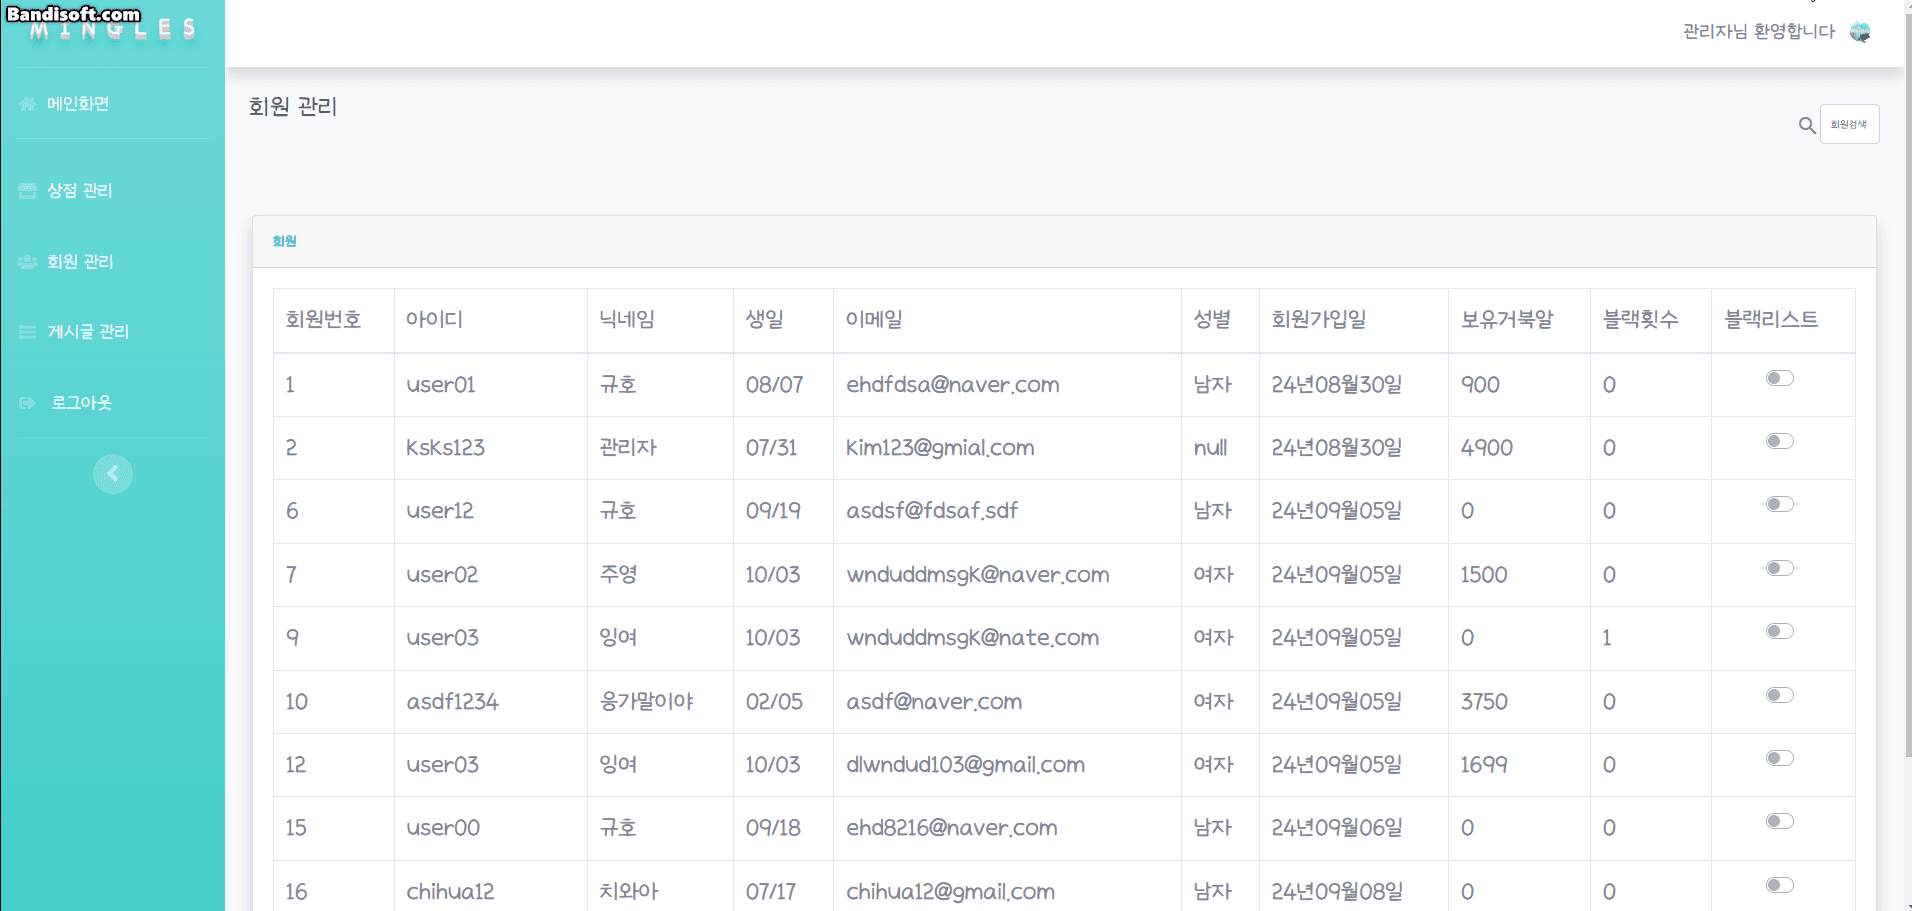 Bandisoft.com
MINGLES
관리자님 환영합니다
메인화면
상점 관리
회원 관리
게시글 관리
로그아웃
회원 관리
회원검색
회원
회원번호 아이디 닉네임 생일 이메일 성별 회원가입일 보유거북알 블랙횟수 블랙리스트
1 user01 규호 08/07 ehdfdsa@naver.com 남자 24년08월30일 900 0
2 ksks123 관리자 07/31 kim123@gmial.com null 24년08월30일 4900 0
6 user12 규호 09/19 asdsf@fdsaf.sdf 남자 24년09월05일 0 0
7 user02 주영 10/03 wnduddmsgk@naver.com 여자 24년09월05일 1500 0
9 user03 잉여 10/03 wnduddmsgk@nate.com 여자 24년09월05일 0 1
10 asdf1234 응가말이야 02/05 asdf@naver.com 여자 24년09월05일 3750 0
12 user03 잉여 10/03 dlwndud103@gmail.com 여자 24년09월05일 1699 0
15 user00 규호 09/18 ehd8216@naver.com 남자 24년09월06일 0 0
16 chihua12 치와아 07/17 chihua12@gmail.com 남자 24년09월08일 0 0